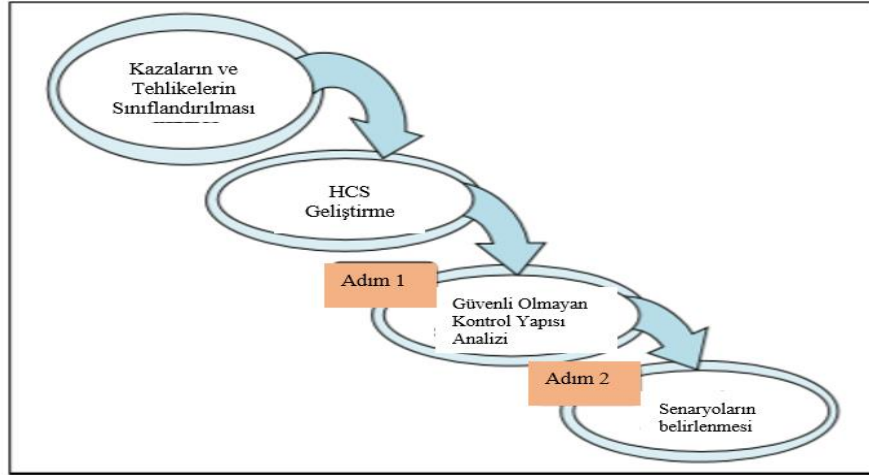 Kazaların ve
Tehlikelerin
Sınıflandırılması
HCS
Geliştirme
Adım 1
Güvenli Olmayan
Kontrol Yapısı
Analizi
Adım 2
Senaryoların
belirlenmesi